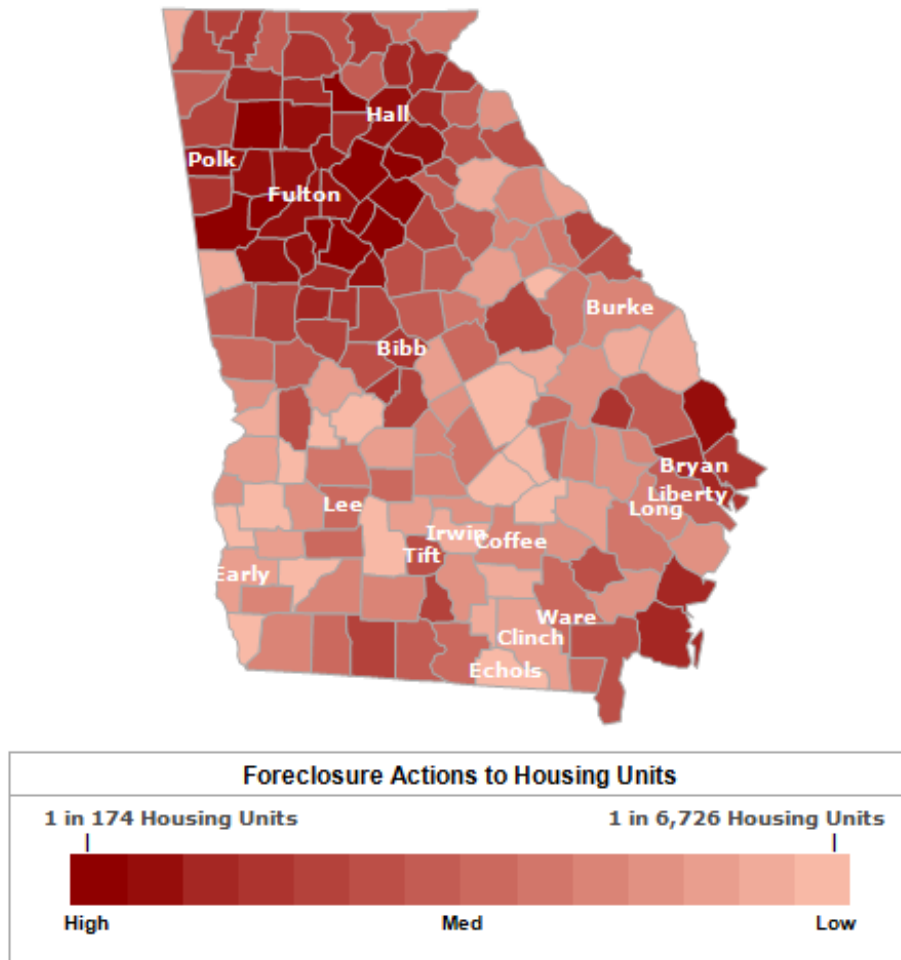 Hall
Polk
Fulton
Burke
Bibb
Bryan
Liberty
Long
Lee
Irwin
Coffee
Tift
Early
Ware
Clinch
Echols
Foreclosure Actions to Housing Units
1 in 174 Housing Units 1 in 6,726 Housing Units
High Med Low